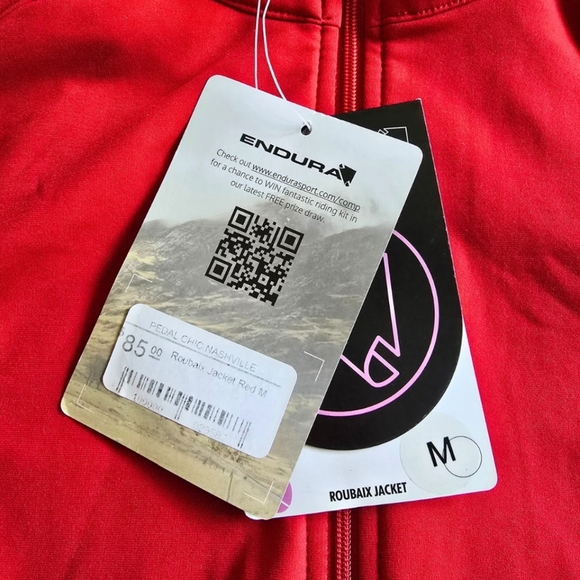 ENDURA
Check out www.endurasport.com/comp
for a chance to WIN fantastic riding kit in
our latest FREE prize draw.
PEDAL CHIC NASHVILLE
85.00 Roubaix Jacket Red M
M
ROUBAIX JACKET